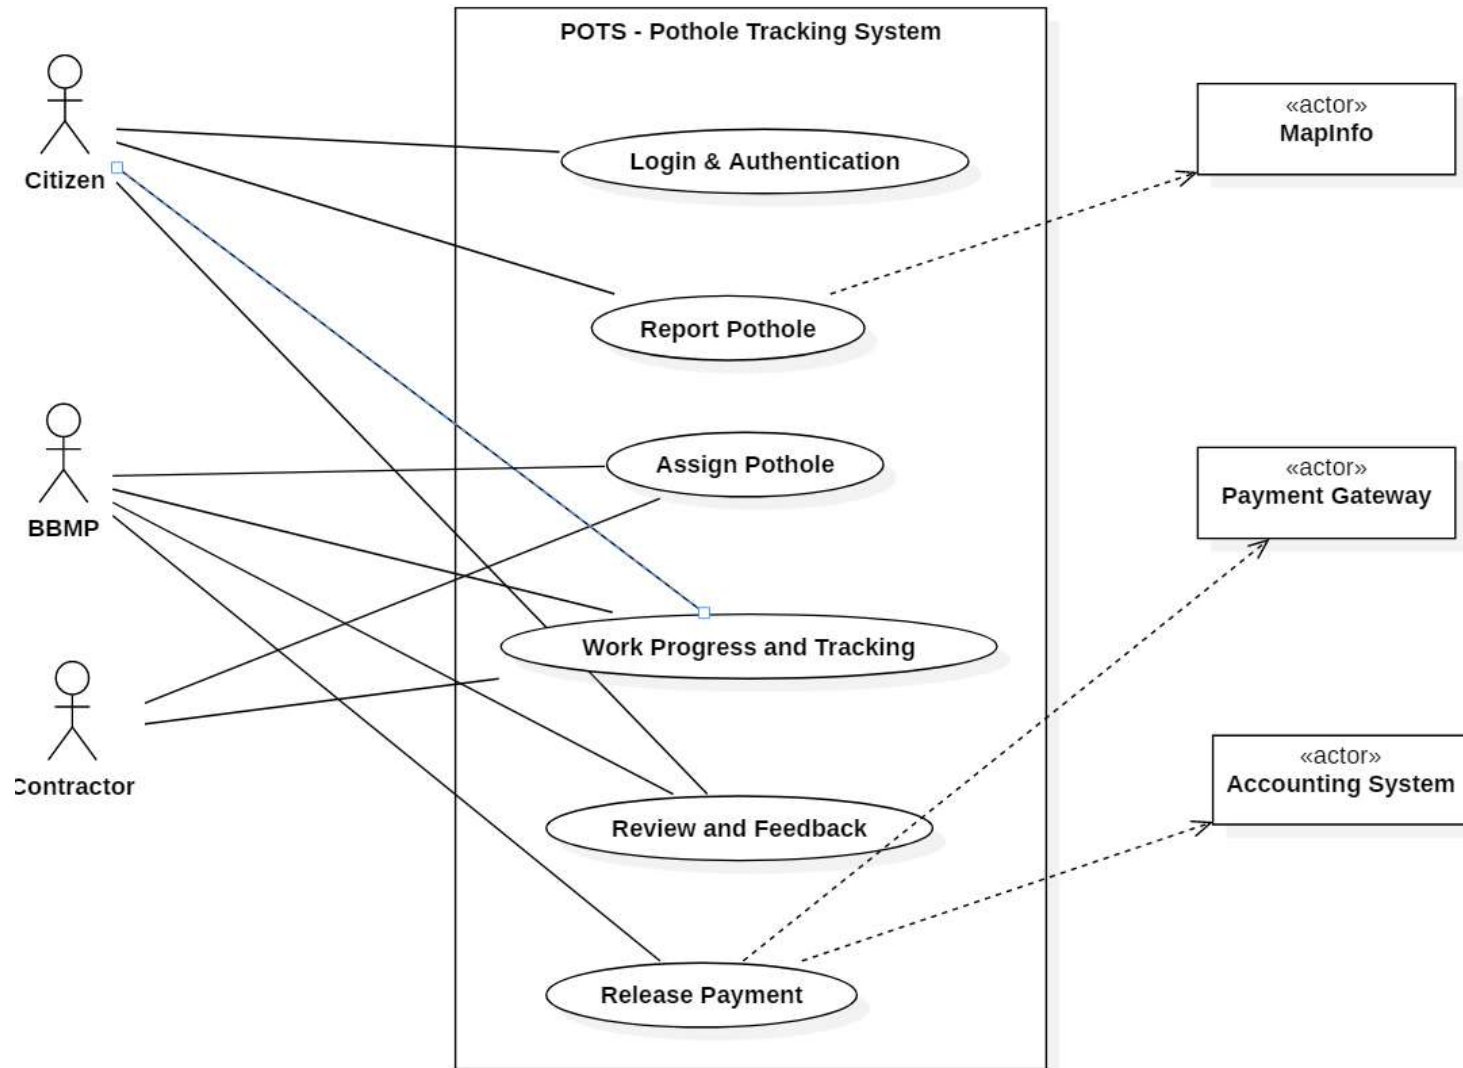 POTS - Pothole Tracking System
Citizen
Login & Authentication
«actor»
MapInfo
Report Pothole
BBMP
Assign Pothole
«actor»
Payment Gateway
Work Progress and Tracking
Contractor
«actor»
Accounting System
Review and Feedback
Release Payment